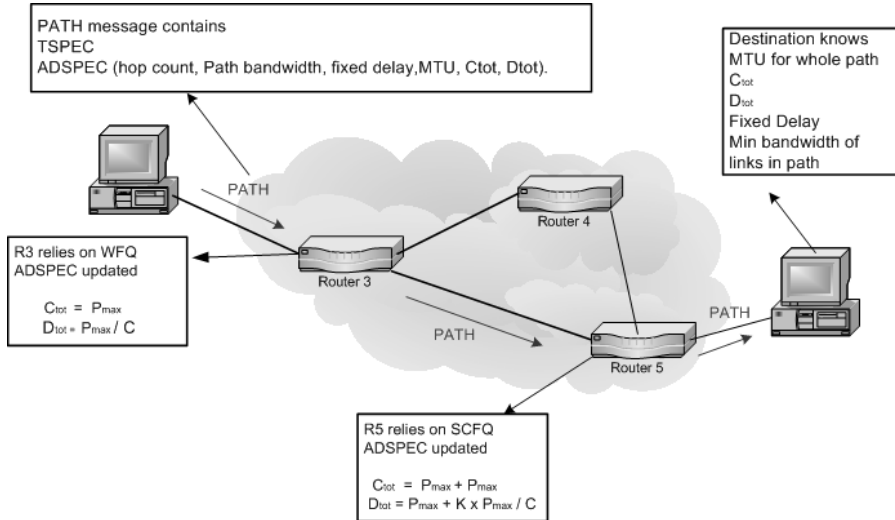 PATH message contains
TSPEC
ADSPEC (hop count, Path bandwidth, fixed delay,MTU, Ctot, Dtot).
Destination knows
MTU for whole path
Ctot
Dtot
Fixed Delay
Min bandwidth of
links in path
PATH
Router 4
R3 relies on WFQ
ADSPEC updated
Ctot = Pmax
Dtot = Pmax / C
Router 3
PATH
PATH
Router 5
R5 relies on SCFQ
ADSPEC updated
Ctot = Pmax + Pmax
Dtot = Pmax + K x Pmax / C